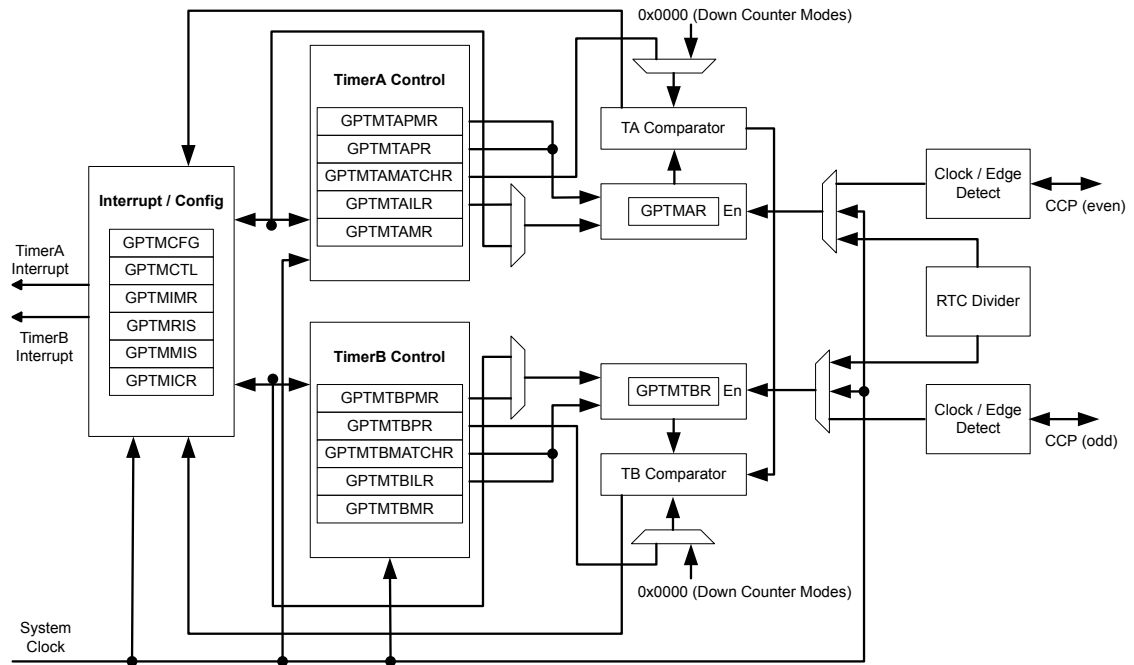 0x0000 (Down Counter Modes)
TimerA Control
GPTMTAPMR
GPTMTAPR
GPTMTAMATCHR
GPTMTAILR
GPTMTAMR
TA Comparator
GPTMAR
En
Clock / Edge
Detect
CCP (even)
Interrupt / Config
GPTMCFG
GPTMCTL
GPTMIMR
GPTMRIS
GPTMMIS
GPTMICR
TimerA
Interrupt
TimerB
Interrupt
RTC Divider
TimerB Control
GPTMTBPMR
GPTMTBPR
GPTMTBMATCHR
GPTMTBILR
GPTMTBMR
GPTMTBR
En
TB Comparator
Clock / Edge
Detect
CCP (odd)
0x0000 (Down Counter Modes)
System
Clock